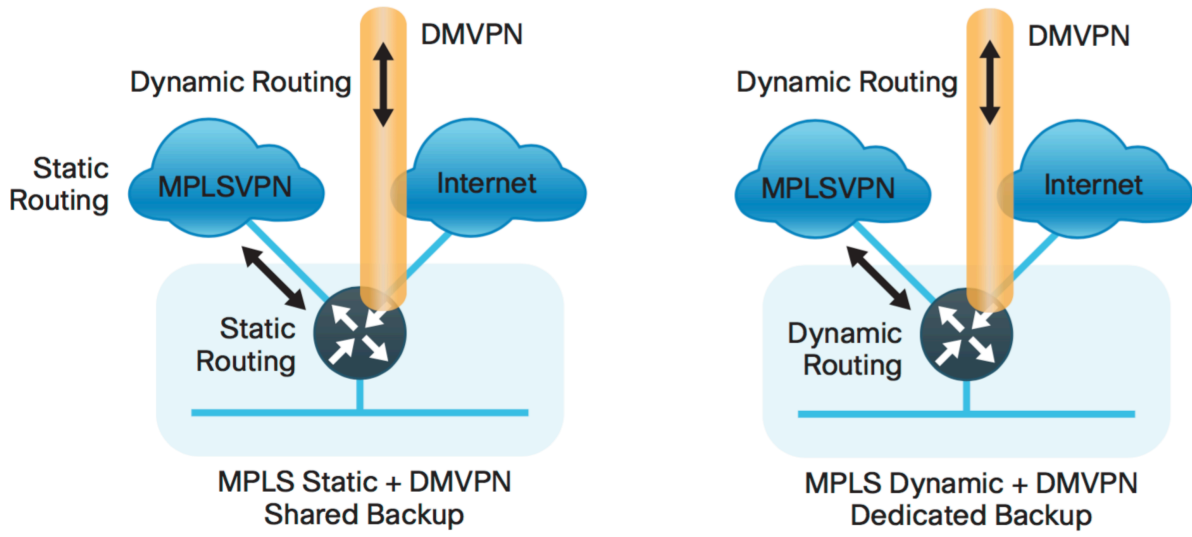 DMVPN
Dynamic Routing
Static
Routing
MPLSVPN
Internet
Static
Routing
MPLS Static + DMVPN
Shared Backup
DMVPN
Dynamic Routing
MPLSVPN
Internet
Dynamic
Routing
MPLS Dynamic + DMVPN
Dedicated Backup